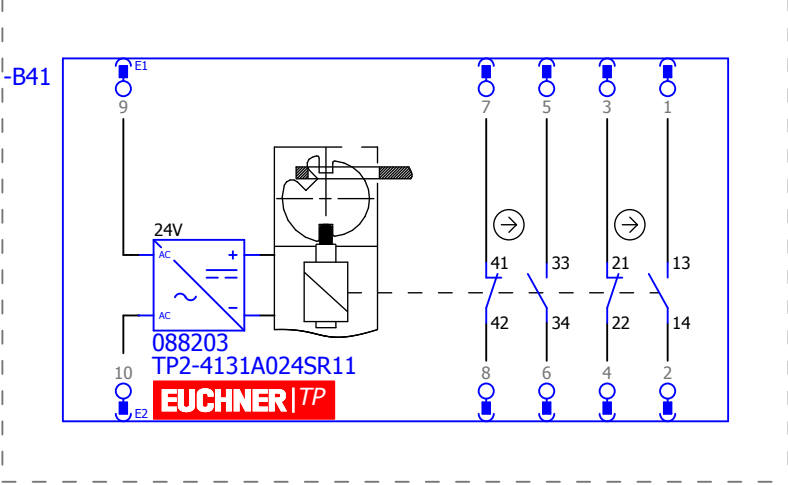 E1
-B41
9 7 5 3 1
24V
AC + 41 33 21 13
AC - 42 34 22 14
088203
TP2-4131A024SR11
10 8 6 4 2
EUCHNER|TP
E2